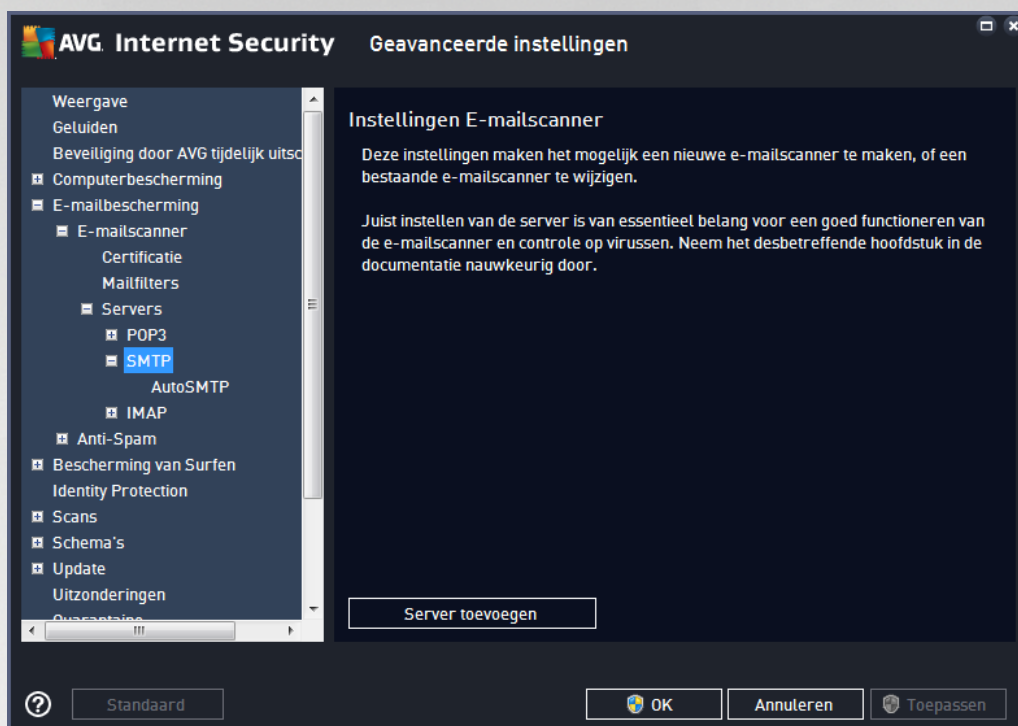 AVG. Internet Security
Geavanceerde instellingen
Weergave
Geluiden
Beveiliging door AVG tijdelijk uitsc
Computerbescherming
E-mailbescherming
E-mailscanner
Certificatie
Mailfilters
Servers
POP3
SMTP
AutoSMTP
IMAP
Anti-Spam
Bescherming van Surfen
Identity Protection
Scans
Schema's
Update
Uitzonderingen
Quarantaine
Instellingen E-mailscanner
Deze instellingen maken het mogelijk een nieuwe e-mailscanner te maken, of een
bestaande e-mailscanner te wijzigen.
Juist instellen van de server is van essentieel belang voor een goed functioneren van
de e-mailscanner en controle op virussen. Neem het desbetreffende hoofdstuk in de
documentatie nauwkeurig door.
Server toevoegen
Standaard
OK
Annuleren
Toepassen